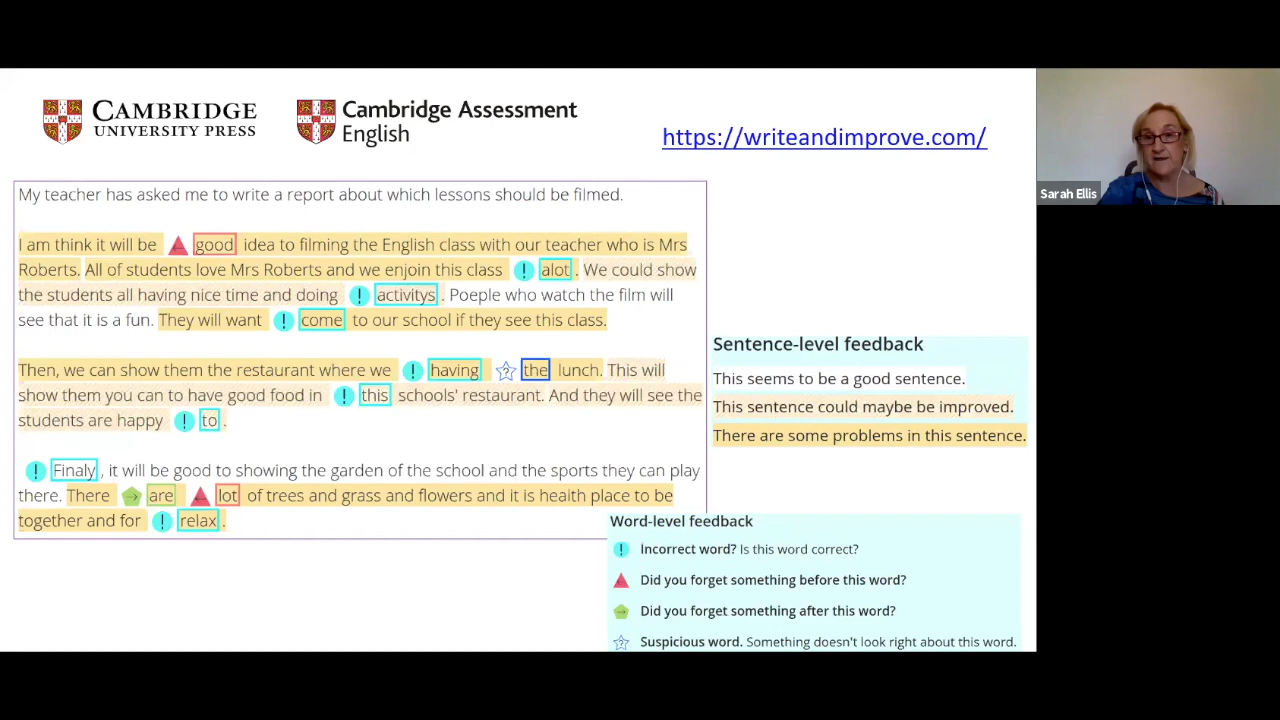 CAMBRIDGE
UNIVERSITY PRESS
Cambridge Assessment
English
https://writeandimprove.com/
Sarah Ellis
My teacher has asked me to write a report about which lessons should be filmed.
I am think it will be good idea to filming the English class with our teacher who is Mrs
Roberts. All of students love Mrs Roberts and we enjoin this class ! alot. We could show
the students all having nice time and doing ! activitys. Poeple who watch the film will
see that it is a fun. They will want ! come to our school if they see this class.
Then, we can show them the restaurant where we ! having ? the lunch. This will
show them you can to have good food in ! this schools' restaurant. And they will see the
students are happy ! to.
! Finaly, it will be good to showing the garden of the school and the sports they can play
there. There → are ← lot of trees and grass and flowers and it is health place to be
together and for ! relax.
Sentence-level feedback
This seems to be a good sentence.
This sentence could maybe be improved.
There are some problems in this sentence.
Word-level feedback
! Incorrect word? Is this word correct?
← Did you forget something before this word?
→ Did you forget something after this word?
? Suspicious word. Something doesn't look right about this word.